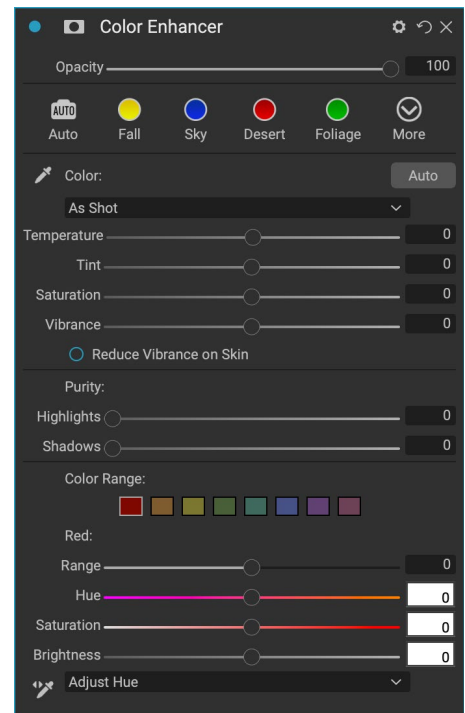 Color Enhancer
Opacity 100
AUTO
Auto Fall Sky Desert Foliage More
Color: Auto
As Shot
Temperature 0
Tint 0
Saturation 0
Vibrance 0
Reduce Vibrance on Skin
Purity:
Highlights 0
Shadows 0
Color Range:
Red:
Range 0
Hue 0
Saturation 0
Brightness 0
Adjust Hue